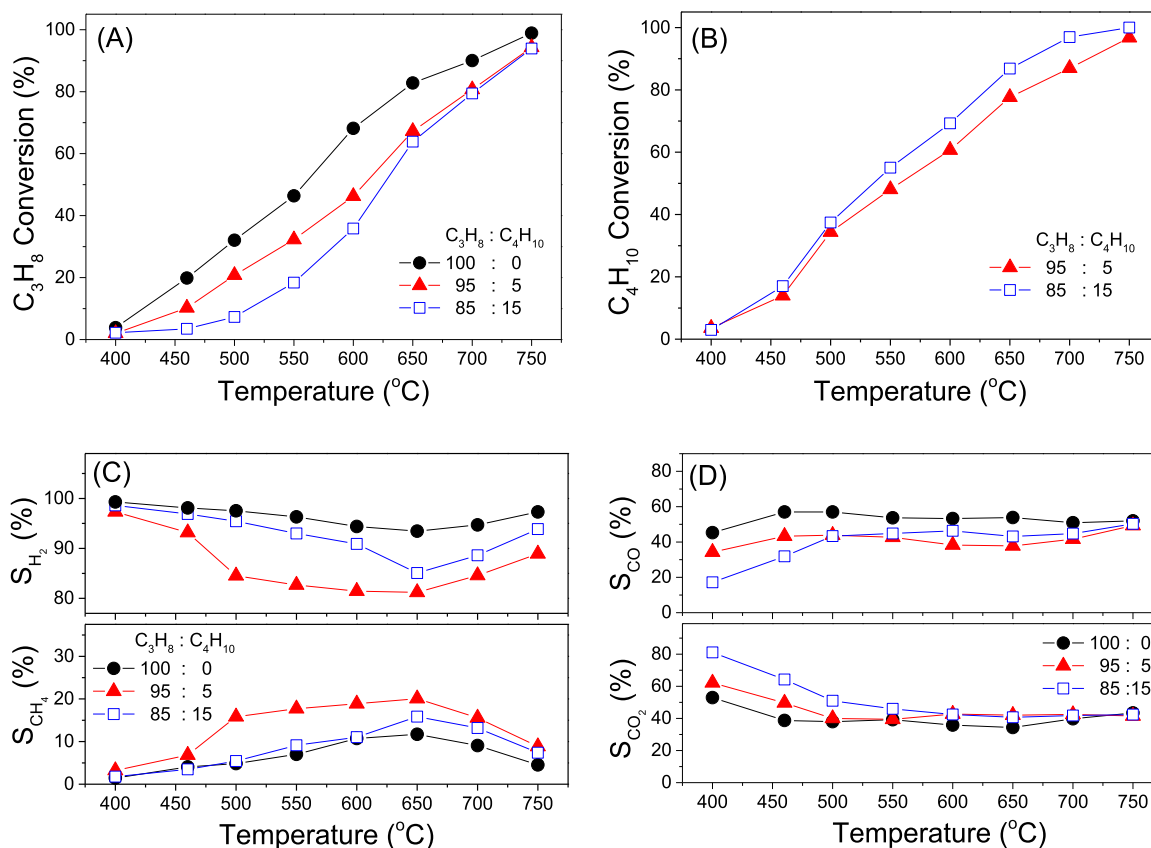 (A)
C₃H₈ Conversion (%)
100
80
60
40
20
0
C₃H₈ : C₄H₁₀
100 : 0
95 : 5
85 : 15
400 450 500 550 600 650 700 750
Temperature (°C)
(B)
C₄H₁₀ Conversion (%)
100
80
60
40
20
0
C₃H₈ : C₄H₁₀
95 : 5
85 : 15
400 450 500 550 600 650 700 750
Temperature (°C)
(C)
S_H₂ (%)
100
90
80
S_CH₄ (%)
30
20
10
0
C₃H₈ : C₄H₁₀
100 : 0
95 : 5
85 : 15
400 450 500 550 600 650 700 750
Temperature (°C)
(D)
S_CO (%)
80
60
40
20
0
S_CO₂ (%)
80
60
40
20
0
100 : 0
95 : 5
85 :15
400 450 500 550 600 650 700 750
Temperature (°C)